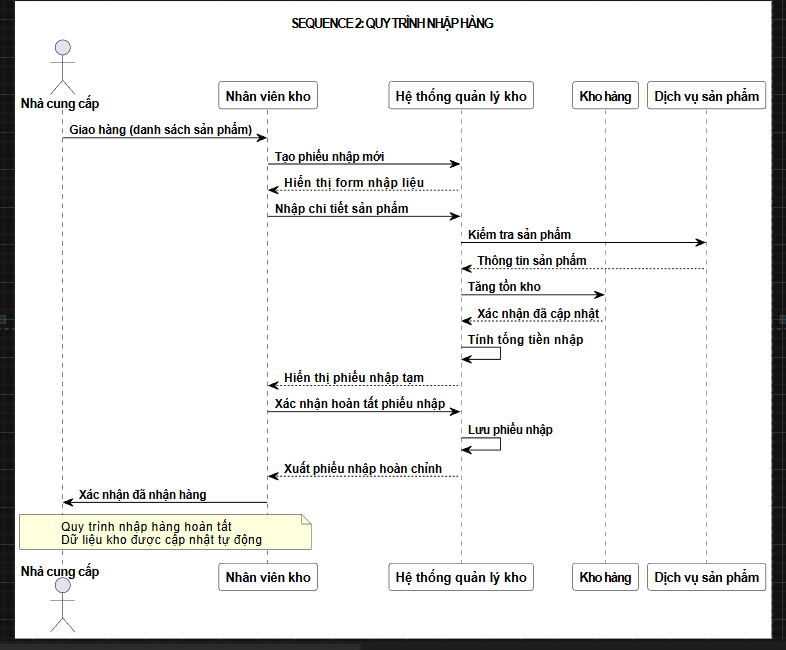 SEQUENCE 2: QUY TRÌNH NHẬP HÀNG
Nhà cung cấp
Nhân viên kho
Hệ thống quản lý kho
Kho hàng
Dịch vụ sản phẩm
Giao hàng (danh sách sản phẩm)
Tạo phiếu nhập mới
Hiển thị form nhập liệu
Nhập chi tiết sản phẩm
Kiểm tra sản phẩm
Thông tin sản phẩm
Tăng tồn kho
Xác nhận đã cập nhật
Tính tổng tiền nhập
Hiển thị phiếu nhập tạm
Xác nhận hoàn tất phiếu nhập
Lưu phiếu nhập
Xuất phiếu nhập hoàn chỉnh
Xác nhận đã nhận hàng
Quy trình nhập hàng hoàn tất
Dữ liệu kho được cập nhật tự động
Nhà cung cấp
Nhân viên kho
Hệ thống quản lý kho
Kho hàng
Dịch vụ sản phẩm